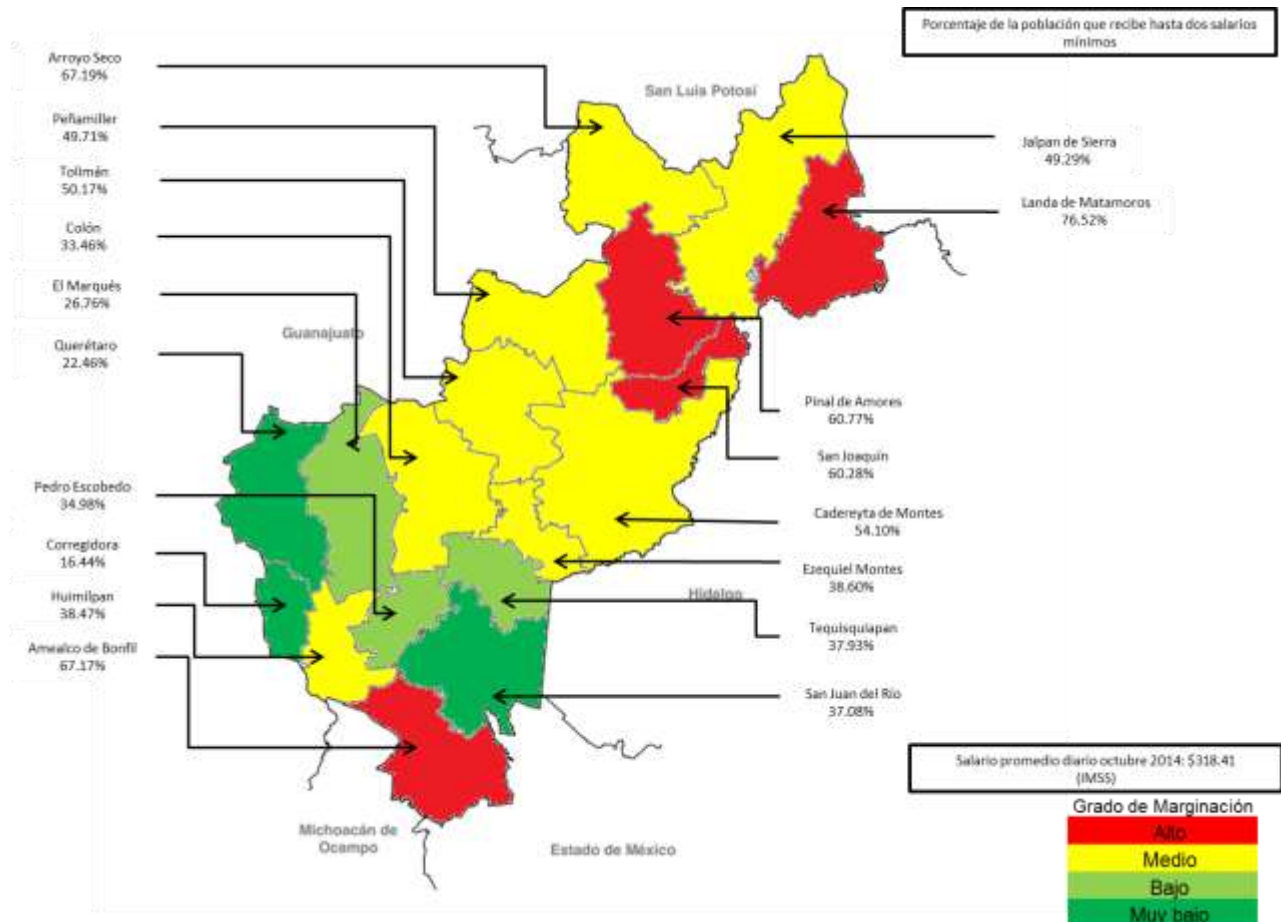 Porcentaje de la población que recibe hasta dos salarios
mínimos
Arroyo Seco
67.19%
San Luis Potosí
Peñamiller
49.71%
Jalpan de Sierra
49.29%
Tolimán
50.17%
Landa de Matamoros
76.52%
Colón
33.46%
El Marqués
26.76%
Guanajuato
Querétaro
22.46%
Pinal de Amores
60.77%
San Joaquín
60.28%
Pedro Escobedo
34.98%
Cadereyta de Montes
54.10%
Corregidora
16.44%
Ezequiel Montes
38.60%
Huimilpan
38.47%
Hidalgo
Tequisquiapan
37.93%
Amealco de Bonfil
67.17%
San Juan del Río
37.08%
Salario promedio diario octubre 2014: $318.41
(IMSS)
Grado de Marginación
Alto
Medio
Bajo
Muy bajo
Michoacán de
Ocampo
Estado de México